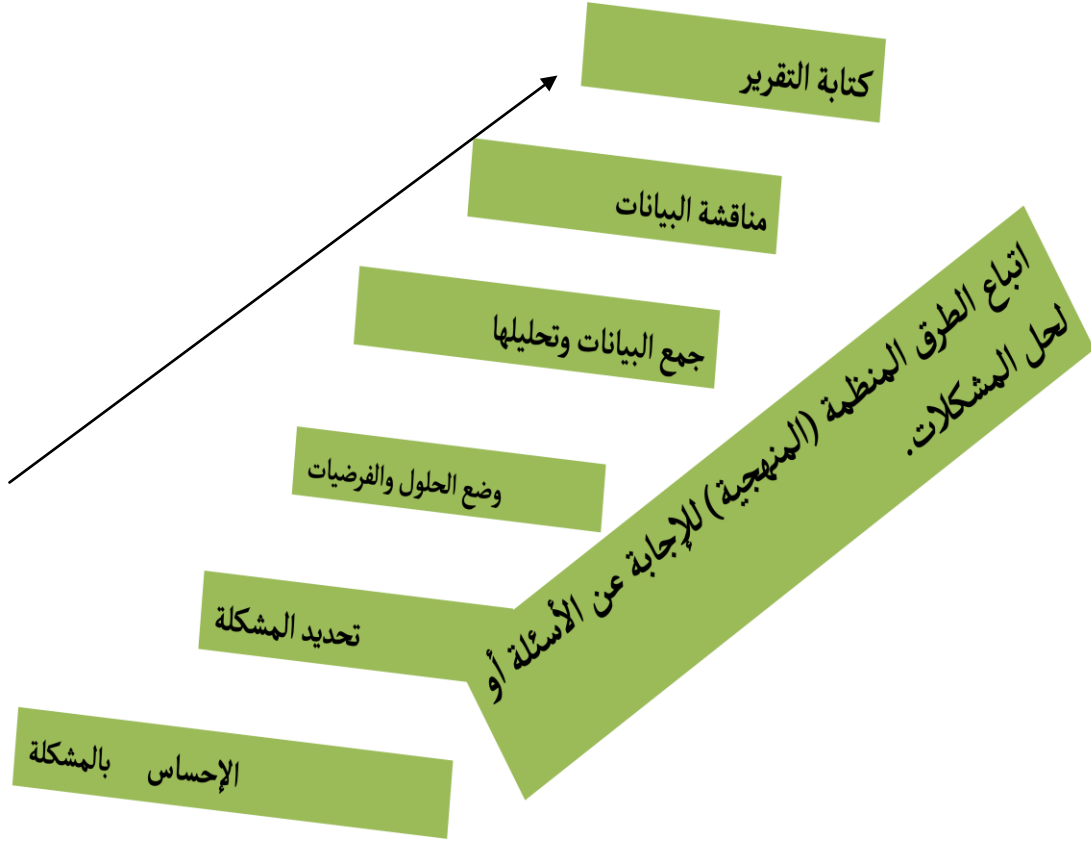 كتابة التقرير
مناقشة البيانات
جمع البيانات وتحليلها
وضع الحلول والفرضيات
تحديد المشكلة
الإحساس بالمشكلة
اتباع الطرق المنظمة (المنهجية) للإجابة عن الأسئلة أو
لحل المشكلات.